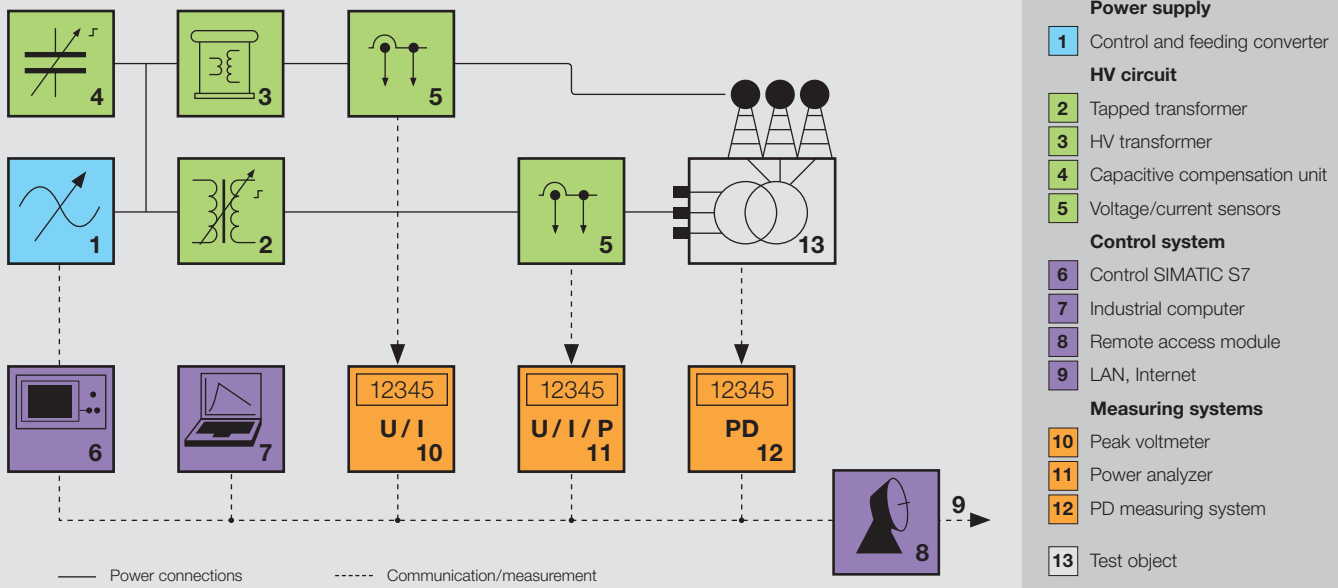 4
3
5
1
2
5
13
6
7
12345
U / I
10
12345
U / I / P
11
12345
PD
12
8
9
Power connections
Communication/measurement
Power supply
1 Control and feeding converter
HV circuit
2 Tapped transformer
3 HV transformer
4 Capacitive compensation unit
5 Voltage/current sensors
Control system
6 Control SIMATIC S7
7 Industrial computer
8 Remote access module
9 LAN, Internet
Measuring systems
10 Peak voltmeter
11 Power analyzer
12 PD measuring system
13 Test object